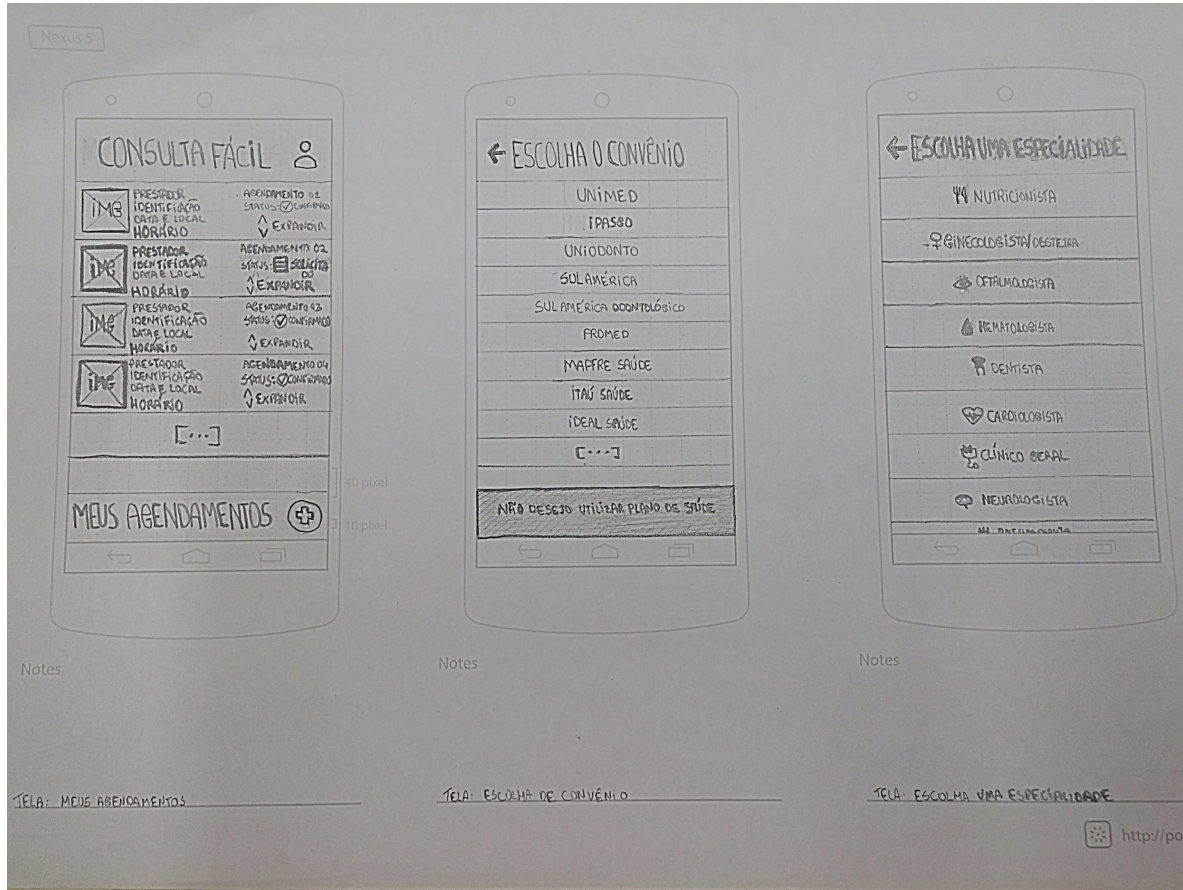 Nexus 5
CONSULTA FÁCIL
IMG
PRESTADOR
IDENTIFICAÇÃO
DATA E LOCAL
HORÁRIO
AGENDAMENTO 01
STATUS: CONFIRMADO
EXPANDIR
IMG
PRESTADOR
IDENTIFICAÇÃO
DATA E LOCAL
HORÁRIO
AGENDAMENTO 02
STATUS: SOLICITA
DO
EXPANDIR
IMG
PRESTADOR
IDENTIFICAÇÃO
DATA E LOCAL
HORÁRIO
AGENDAMENTO 03
STATUS: CONFIRMADO
EXPANDIR
IMG
PRESTADOR
IDENTIFICAÇÃO
DATA E LOCAL
HORÁRIO
AGENDAMENTO 04
STATUS: CONFIRMADO
EXPANDIR
[...]
MEUS AGENDAMENTOS
40 pixel
10 pixel
Notes
TELA: MEUS AGENDAMENTOS
ESCOLHA O CONVÊNIO
UNIMED
IPASGO
UNIODONTO
SULAMÉRICA
SULAMÉRICA ODONTOLÓGICO
PROMED
MAPFRE SAÚDE
ITAÚ SAÚDE
IDEAL SAÚDE
[...]
NÃO DESEJO UTILIZAR PLANO DE SAÚDE
Notes
TELA: ESCOLHA DE CONVÊNIO
ESCOLHA UMA ESPECIALIDADE
NUTRICIONISTA
GINECOLOGISTA/OBSTETRA
OFTALMOLOGISTA
HEMATOLOGISTA
DENTISTA
CARDIOLOGISTA
CLÍNICO GERAL
NEUROLOGISTA
Notes
TELA: ESCOLHA UMA ESPECIALIDADE
http://po